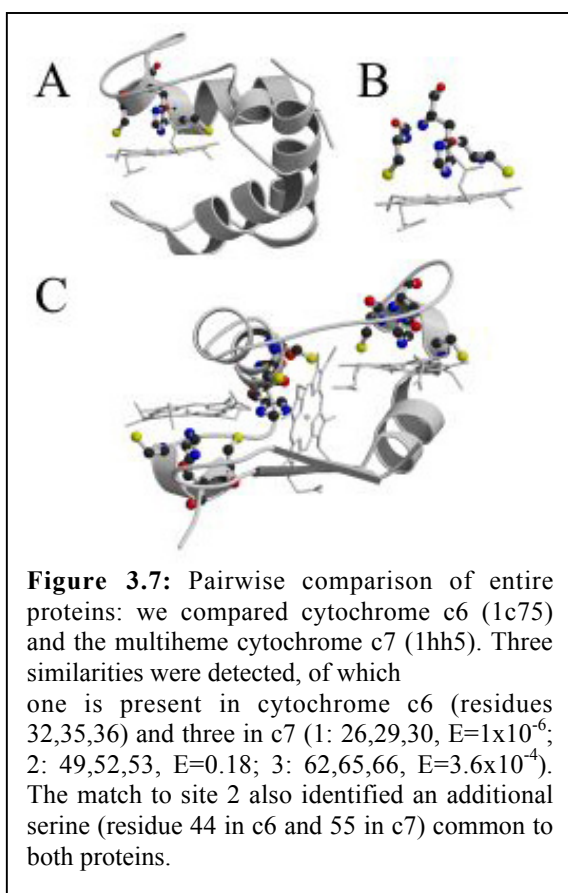 A
B
C
Figure 3.7: Pairwise comparison of entire
proteins: we compared cytochrome c6 (1c75)
and the multiheme cytochrome c7 (1hh5). Three
similarities were detected, of which
one is present in cytochrome c6 (residues
32,35,36) and three in c7 (1: 26,29,30, E=1x10⁻⁶;
2: 49,52,53, E=0.18; 3: 62,65,66, E=3.6x10⁻⁴).
The match to site 2 also identified an additional
serine (residue 44 in c6 and 55 in c7) common to
both proteins.